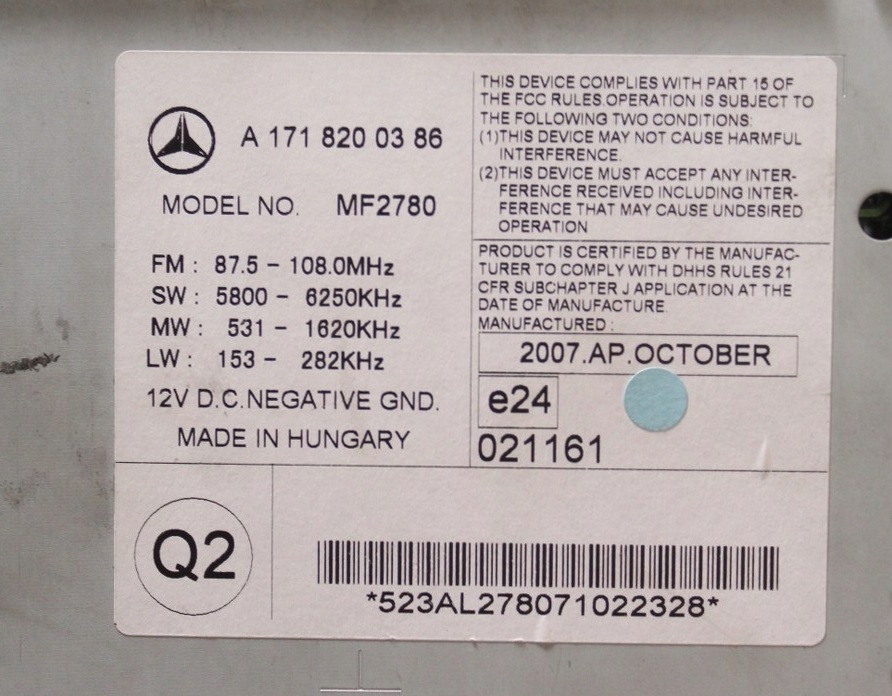 A 171 820 03 86
MODEL NO. MF2780
FM : 87.5 - 108.0MHz
SW : 5800 - 6250KHz
MW : 531 - 1620KHz
LW : 153 - 282KHz
12V D.C.NEGATIVE GND.
MADE IN HUNGARY
THIS DEVICE COMPLIES WITH PART 15 OF
THE FCC RULES.OPERATION IS SUBJECT TO
THE FOLLOWING TWO CONDITIONS:
(1)THIS DEVICE MAY NOT CAUSE HARMFUL
INTERFERENCE.
(2)THIS DEVICE MUST ACCEPT ANY INTER-
FERENCE RECEIVED INCLUDING INTER-
FERENCE THAT MAY CAUSE UNDESIRED
OPERATION
PRODUCT IS CERTIFIED BY THE MANUFAC-
TURER TO COMPLY WITH DHHS RULES 21
CFR SUBCHAPTER J APPLICATION AT THE
DATE OF MANUFACTURE.
MANUFACTURED :
2007.AP.OCTOBER
e24
021161
Q2
*523AL278071022328*